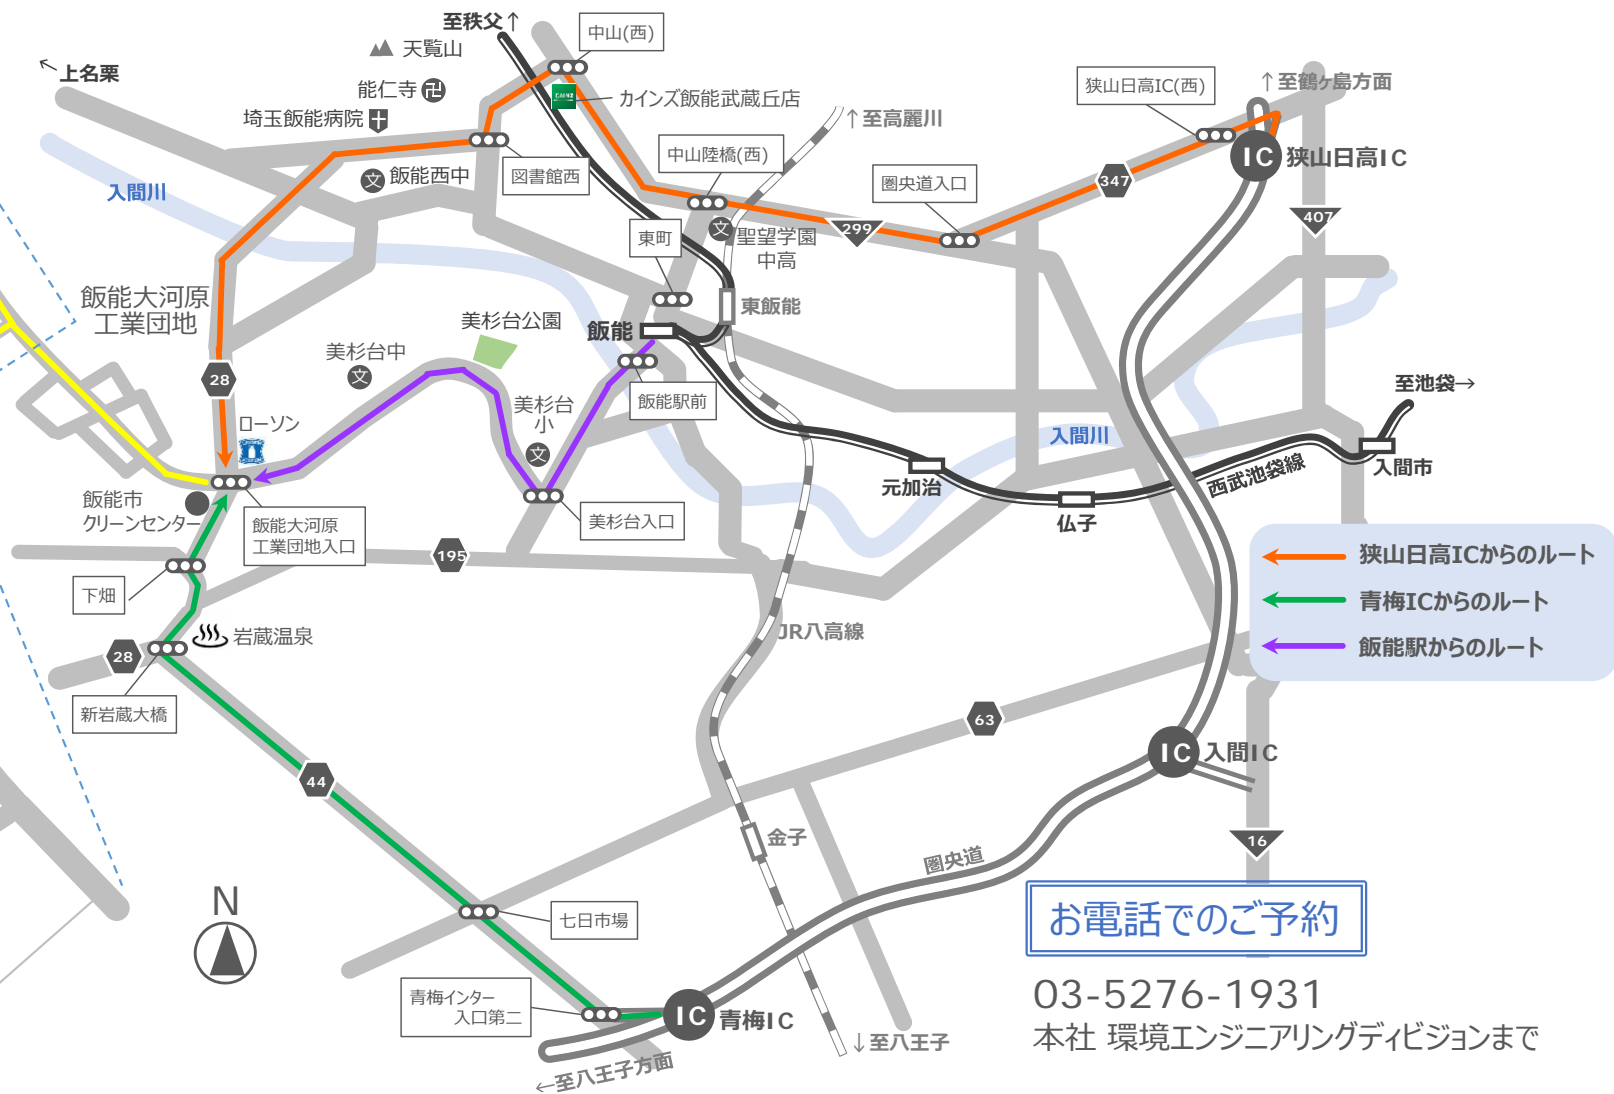 至秩父↑
中山(西)
天覧山
←上名栗
能仁寺
卍
カインズ飯能武蔵丘店
狭山日高IC(西)
↑至鶴ヶ島方面
埼玉飯能病院
↑至高麗川
中山陸橋(西)
IC
狭山日高IC
文
飯能西中
図書館西
圏央道入口
347
入間川
407
東町
文
聖望学園
中高
299
飯能大河原
工業団地
東飯能
美杉台公園
飯能
美杉台中
文
28
飯能駅前
至池袋→
美杉台
小
文
ローソン
入間川
入間市
元加治
西武池袋線
飯能市
クリーンセンター
飯能大河原
工業団地入口
美杉台入口
仏子
195
狭山日高ICからのルート
下畑
青梅ICからのルート
岩蔵温泉
JR八高線
飯能駅からのルート
28
新岩蔵大橋
63
IC
入間IC
44
金子
圏央道
16
N
七日市場
お電話でのご予約
青梅インター
入口第二
IC
青梅IC
03-5276-1931
↓至八王子
本社 環境エンジニアリングディビジョンまで
←至八王子方面